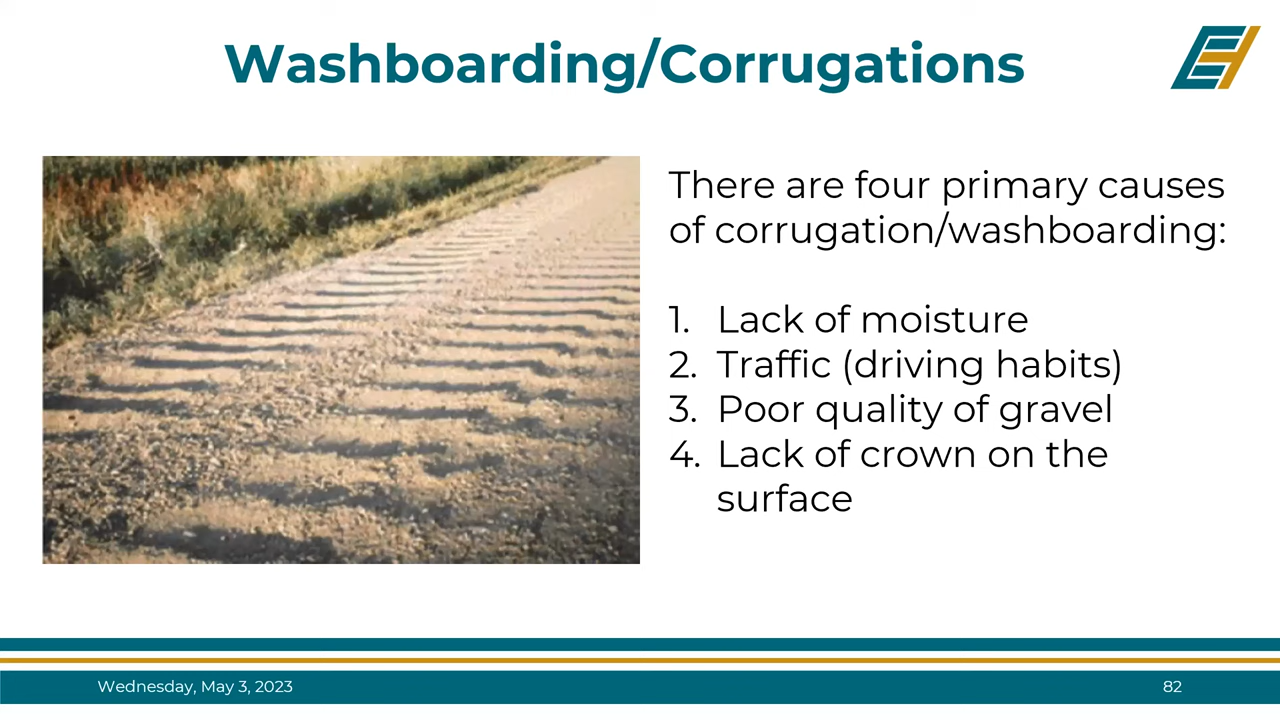 Washboarding/Corrugations
There are four primary causes
of corrugation/washboarding:
1. Lack of moisture
2. Traffic (driving habits)
3. Poor quality of gravel
4. Lack of crown on the
surface
Wednesday, May 3, 2023
82